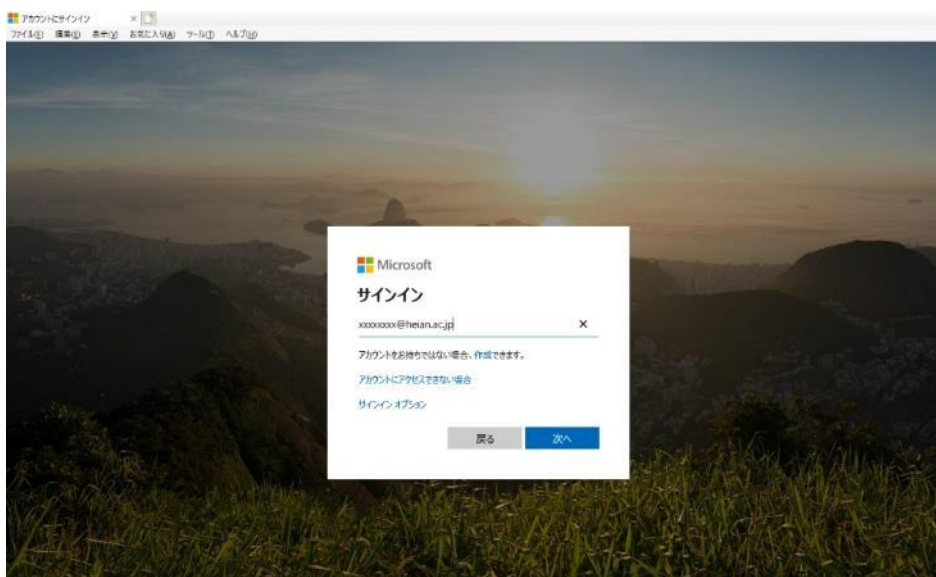 アカウントにサインイン
ファイル(F) 編集(E) 表示(V) お気に入り(A) ツール(T) ヘルプ(H)
Microsoft
サインイン
xxxxxxxx@heian.ac.jp
アカウントをお持ちではない場合、作成できます。
アカウントにアクセスできない場合
サインイン オプション
戻る 次へ